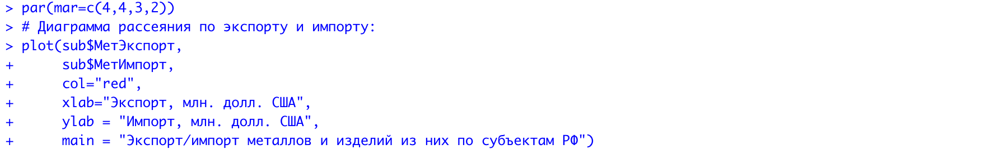 > par(mar=c(4,4,3,2))
> # Диаграмма рассеяния по экспорту и импорту:
> plot(sub$МетЭкспорт,
+      sub$МетИмпорт,
+      col="red",
+      xlab="Экспорт, млн. долл. США",
+      ylab = "Импорт, млн. долл. США",
+      main = "Экспорт/импорт металлов и изделий из них по субъектам РФ")